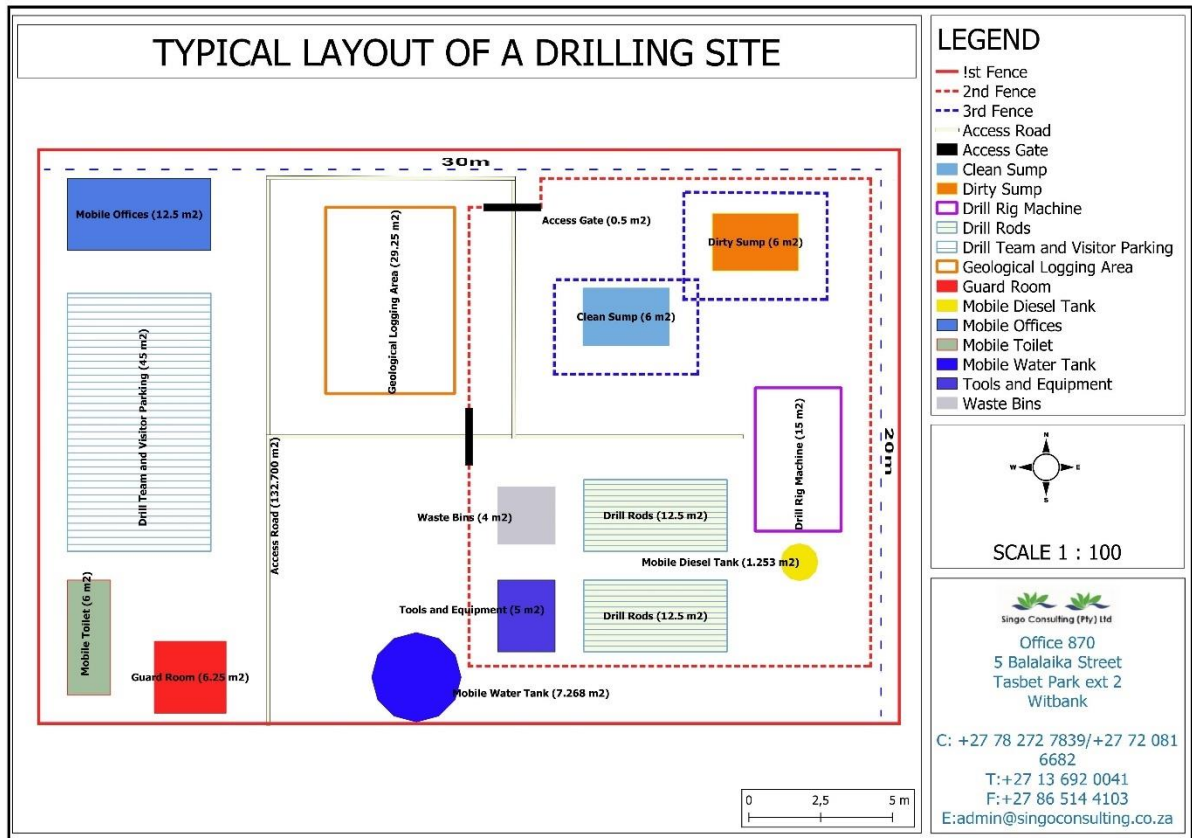 TYPICAL LAYOUT OF A DRILLING SITE
30m
20m
Mobile Offices (12.5 m2)
Geological Logging Area (29.25 m2)
Access Gate (0.5 m2)
Dirty Sump (6 m2)
Clean Sump (6 m2)
Drill Team and Visitor Parking (45 m2)
Access Road (132.700 m2)
Drill Rig Machine (15 m2)
Waste Bins (4 m2)
Drill Rods (12.5 m2)
Mobile Diesel Tank (1.253 m2)
Tools and Equipment (5 m2)
Drill Rods (12.5 m2)
Mobile Toilet (6 m2)
Guard Room (6.25 m2)
Mobile Water Tank (7.268 m2)
0 2,5 5 m
LEGEND
!st Fence
2nd Fence
3rd Fence
Access Road
Access Gate
Clean Sump
Dirty Sump
Drill Rig Machine
Drill Rods
Drill Team and Visitor Parking
Geological Logging Area
Guard Room
Mobile Diesel Tank
Mobile Offices
Mobile Toilet
Mobile Water Tank
Tools and Equipment
Waste Bins
N
W E
S
SCALE 1 : 100
Singo Consulting (Pty) Ltd
Office 870
5 Balalaika Street
Tasbet Park ext 2
Witbank
C: +27 78 272 7839/+27 72 081
6682
T:+27 13 692 0041
F:+27 86 514 4103
E:admin@singoconsulting.co.za